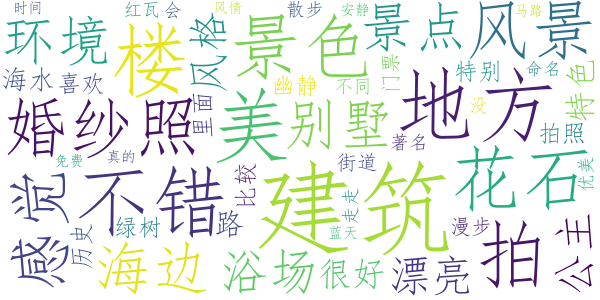 时间
红瓦
会
风情
散步
安静
马路
环境
楼
风格
景色
景点
风景
门票
海水
喜欢
幽静
不同
特别
命名
特色
婚纱照
里面
美
别墅
地方
没
著名
拍照
免费
真的
比较
街道
花石
优美
感觉
不错
建筑
走走
绿树
路
蓝天
漫步
拍
公主
历史
海边
浴场
很好
漂亮